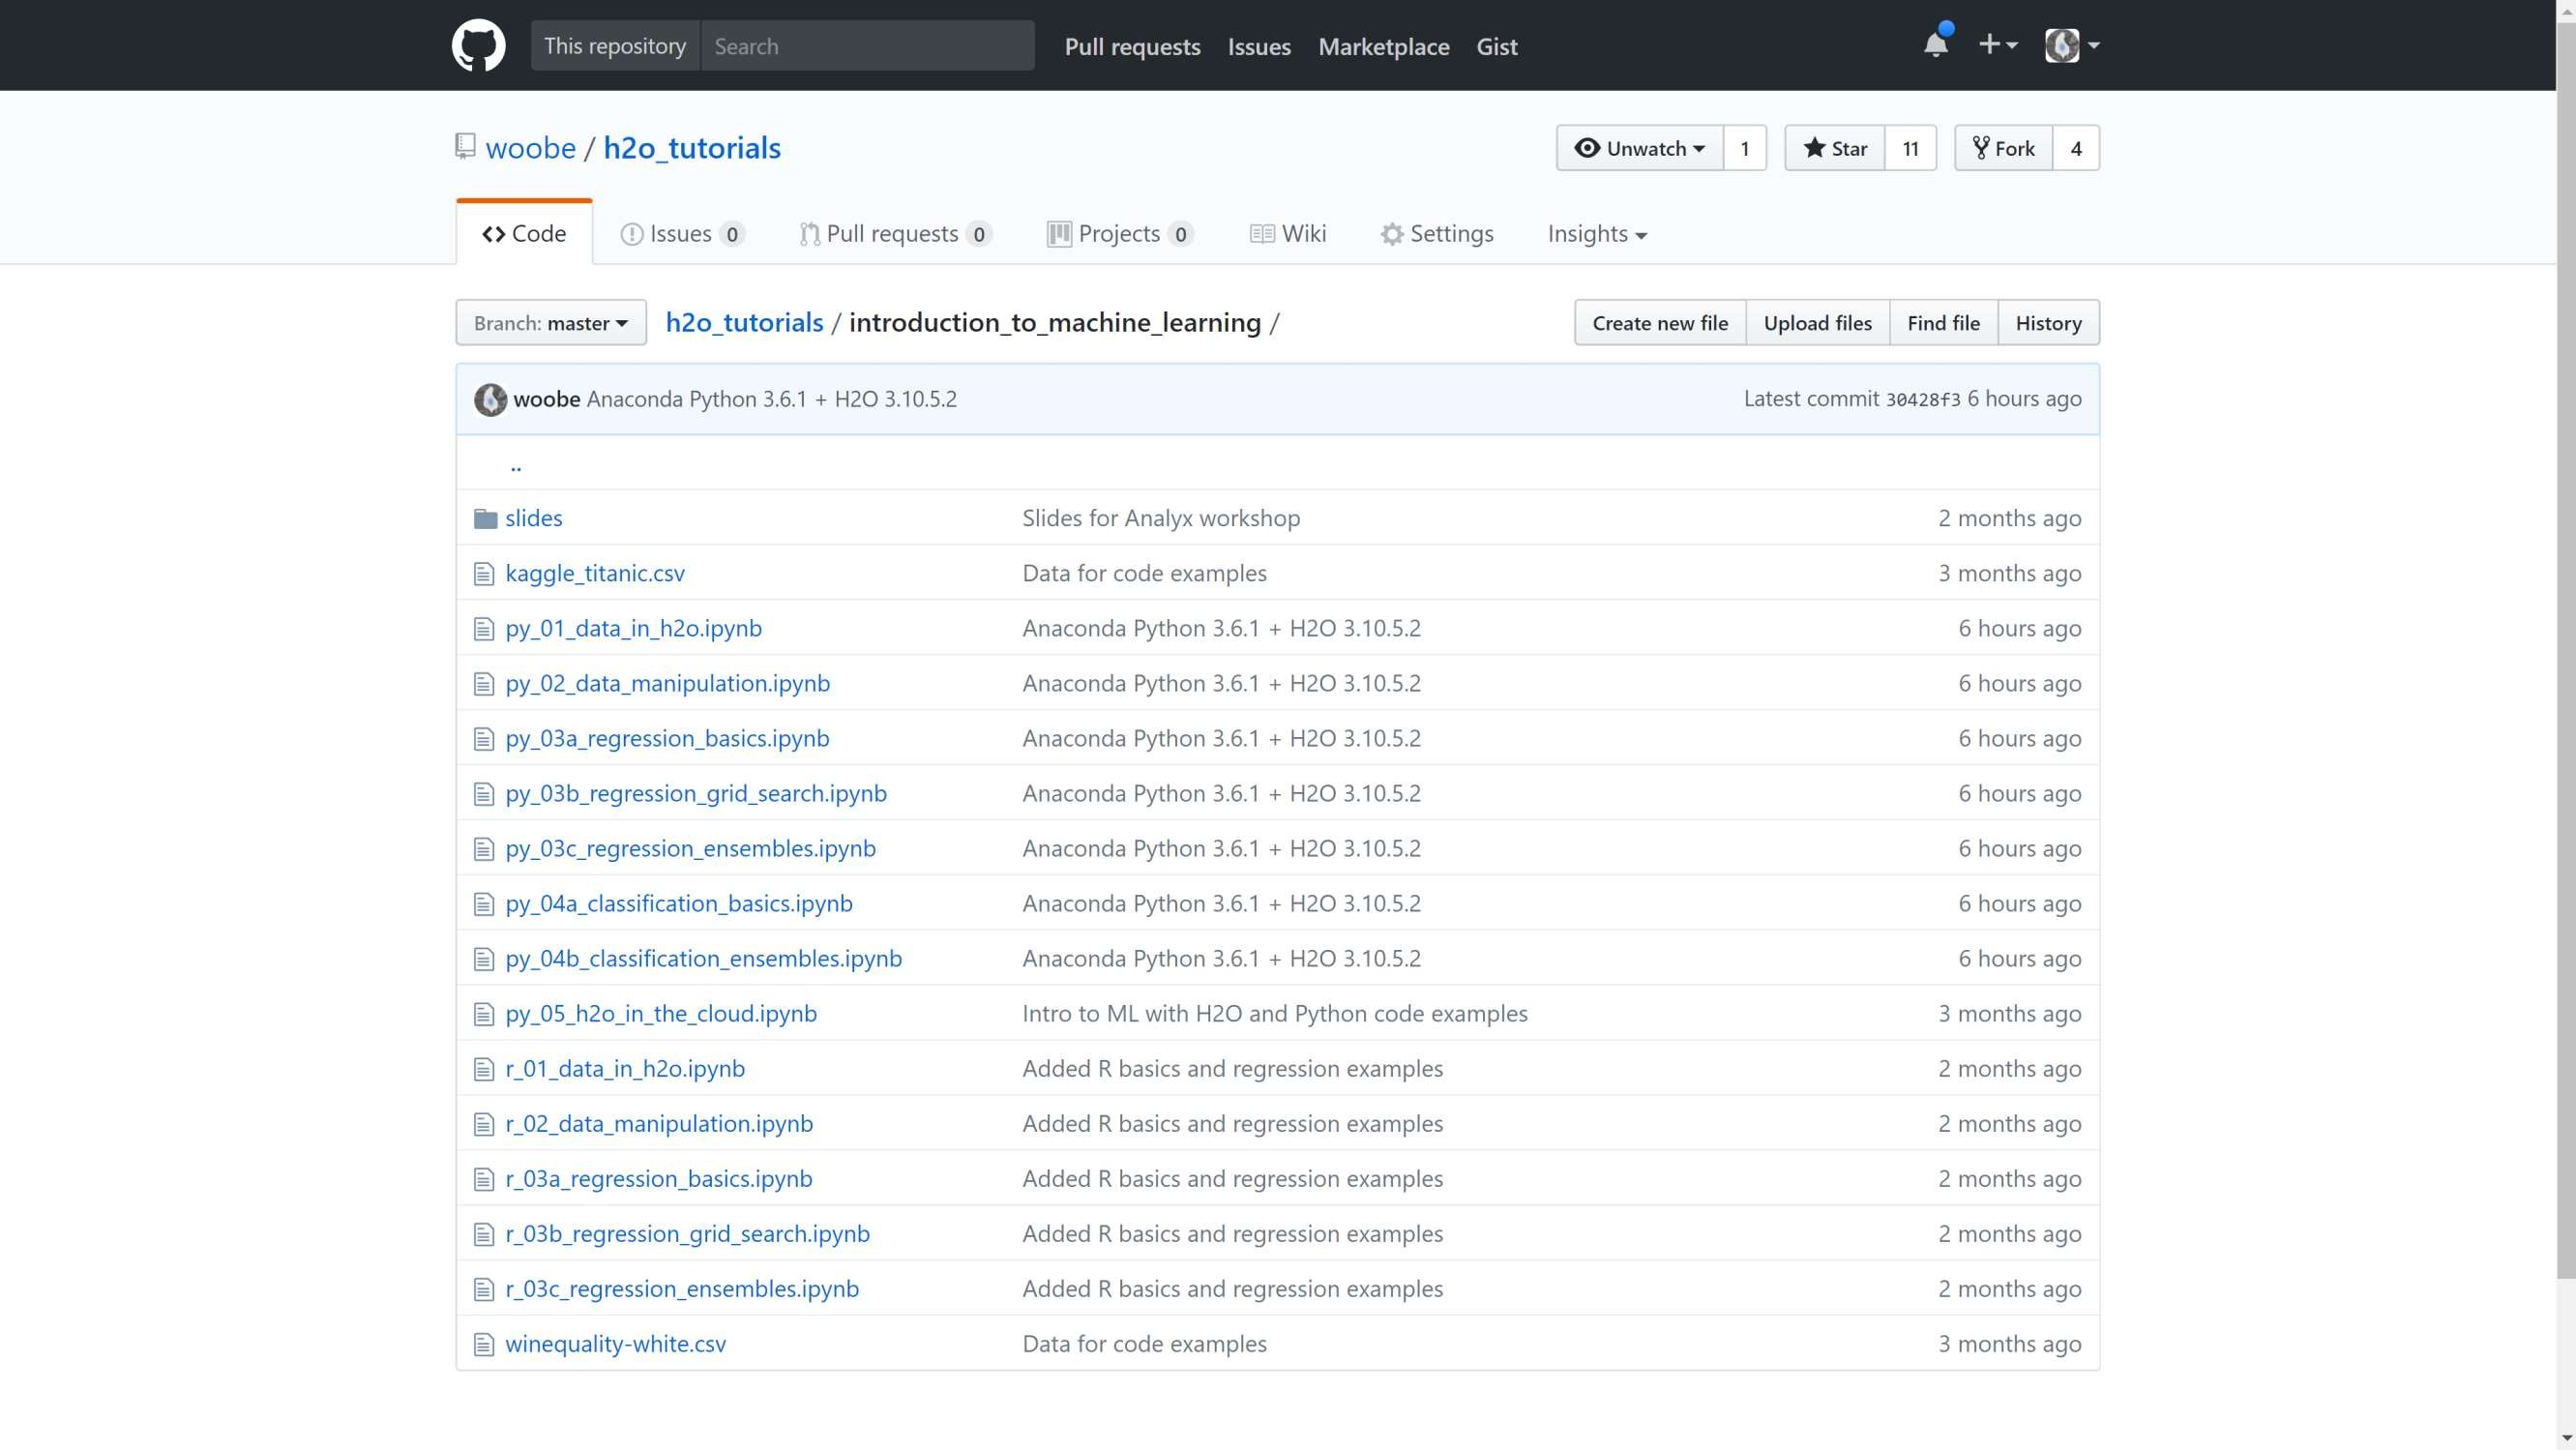 This repository Search Pull requests Issues Marketplace Gist
woobe / h2o_tutorials Unwatch 1 Star 11 Fork 4
Code Issues 0 Pull requests 0 Projects 0 Wiki Settings Insights
Branch: master h2o_tutorials / introduction_to_machine_learning / Create new file Upload files Find file History
woobe Anaconda Python 3.6.1 + H2O 3.10.5.2 Latest commit 30428f3 6 hours ago
..
slides Slides for Analyx workshop 2 months ago
kaggle_titanic.csv Data for code examples 3 months ago
py_01_data_in_h2o.ipynb Anaconda Python 3.6.1 + H2O 3.10.5.2 6 hours ago
py_02_data_manipulation.ipynb Anaconda Python 3.6.1 + H2O 3.10.5.2 6 hours ago
py_03a_regression_basics.ipynb Anaconda Python 3.6.1 + H2O 3.10.5.2 6 hours ago
py_03b_regression_grid_search.ipynb Anaconda Python 3.6.1 + H2O 3.10.5.2 6 hours ago
py_03c_regression_ensembles.ipynb Anaconda Python 3.6.1 + H2O 3.10.5.2 6 hours ago
py_04a_classification_basics.ipynb Anaconda Python 3.6.1 + H2O 3.10.5.2 6 hours ago
py_04b_classification_ensembles.ipynb Anaconda Python 3.6.1 + H2O 3.10.5.2 6 hours ago
py_05_h2o_in_the_cloud.ipynb Intro to ML with H2O and Python code examples 3 months ago
r_01_data_in_h2o.ipynb Added R basics and regression examples 2 months ago
r_02_data_manipulation.ipynb Added R basics and regression examples 2 months ago
r_03a_regression_basics.ipynb Added R basics and regression examples 2 months ago
r_03b_regression_grid_search.ipynb Added R basics and regression examples 2 months ago
r_03c_regression_ensembles.ipynb Added R basics and regression examples 2 months ago
winequality-white.csv Data for code examples 3 months ago